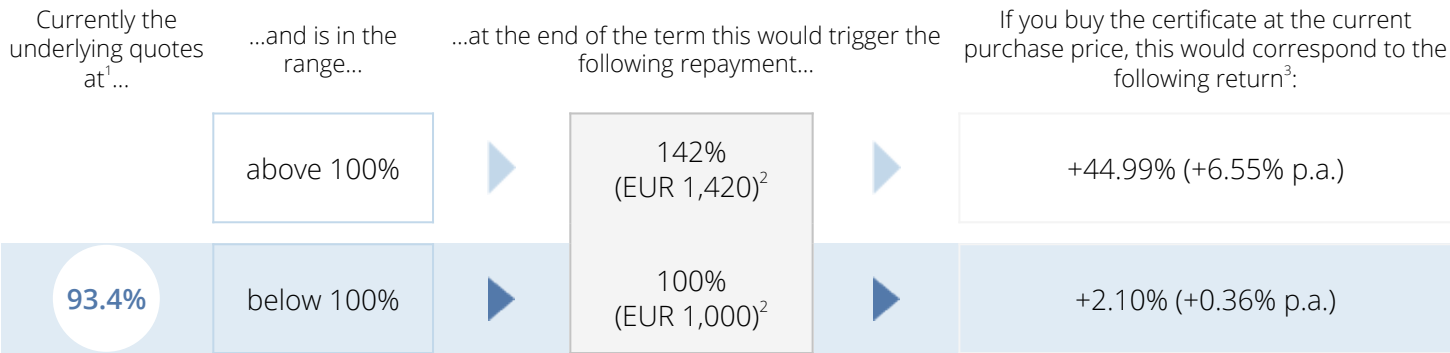 Currently the
underlying quotes
at¹...
...and is in the
range...
...at the end of the term this would trigger the
following repayment...
If you buy the certificate at the current
purchase price, this would correspond to the
following return³:
above 100%
142%
(EUR 1,420)²
+44.99% (+6.55% p.a.)
93.4%
below 100%
100%
(EUR 1,000)²
+2.10% (+0.36% p.a.)